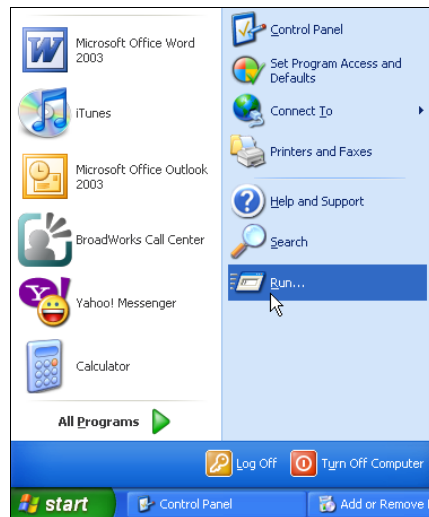 Microsoft Office Word
2003
iTunes
Microsoft Office Outlook
2003
BroadWorks Call Center
Yahoo! Messenger
Calculator
All Programs
Control Panel
Set Program Access and
Defaults
Connect To
Printers and Faxes
Help and Support
Search
Run...
Log Off
Turn Off Computer
start
Control Panel
Add or Remove